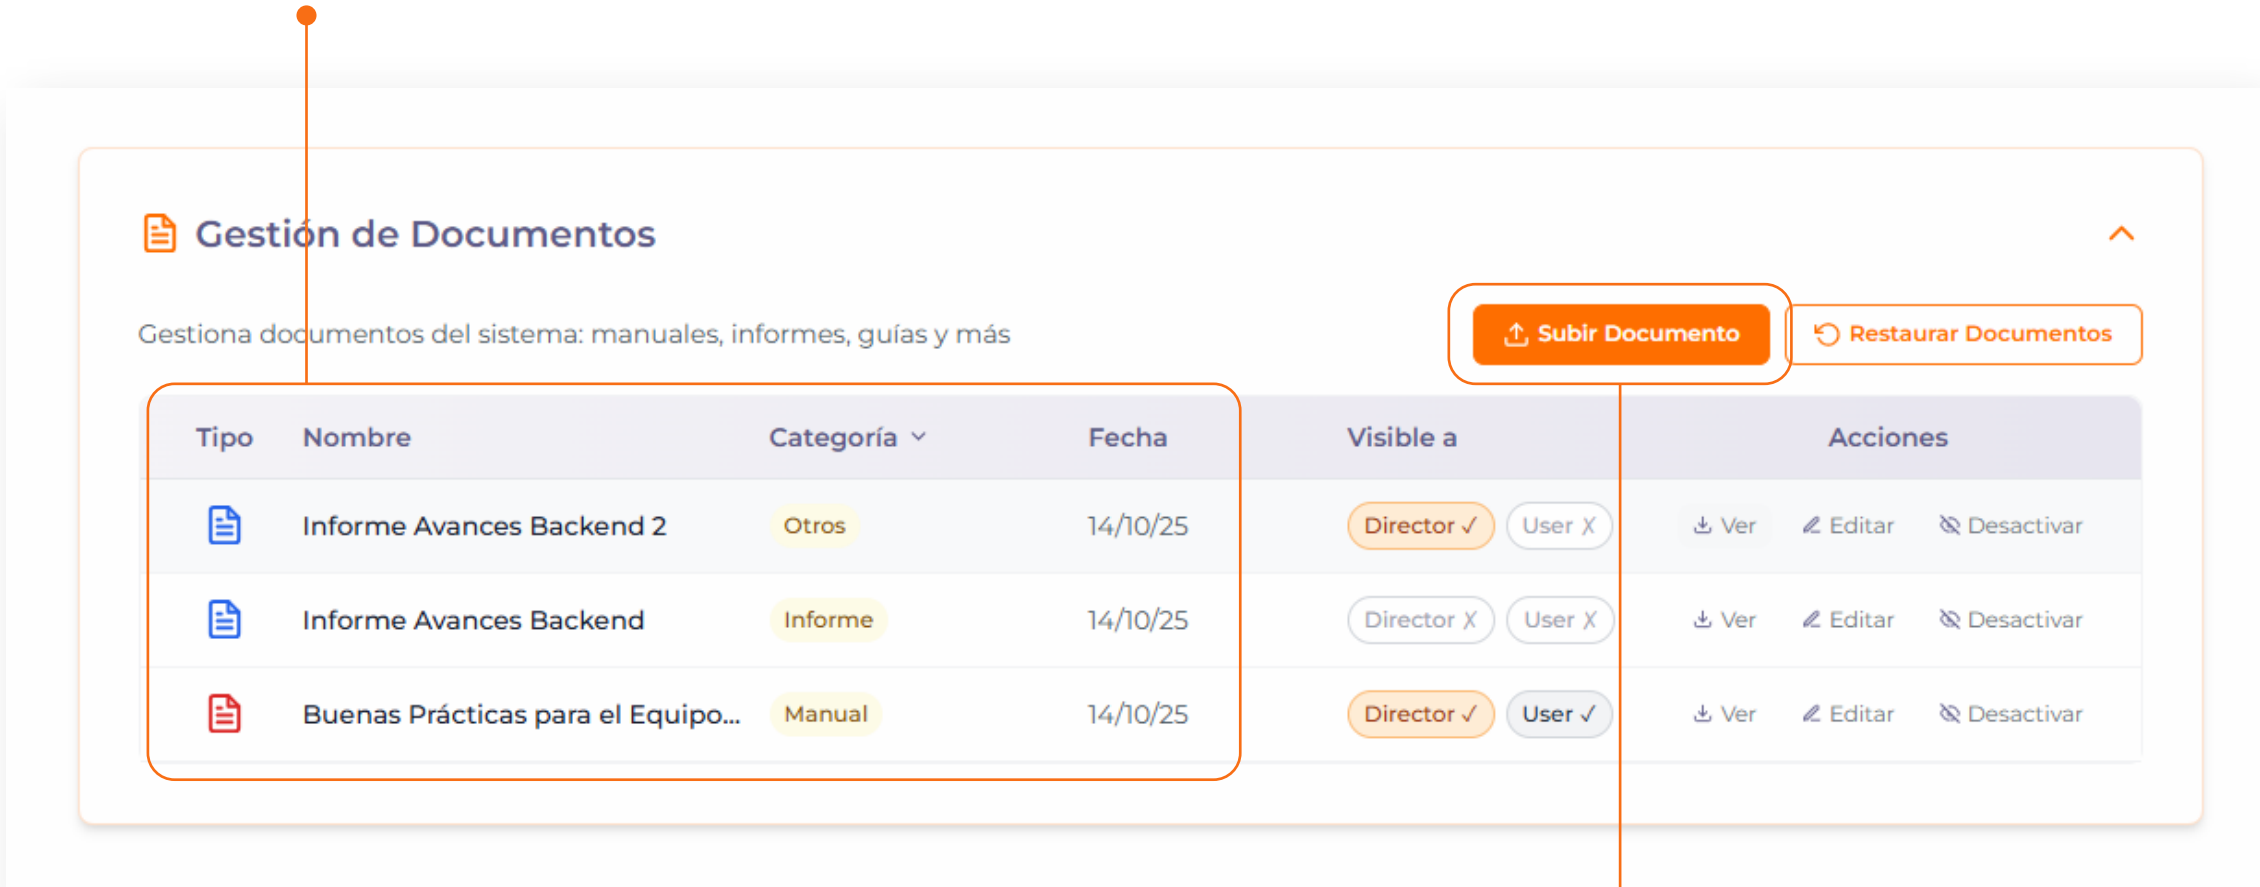 Gestión de Documentos
Gestiona documentos del sistema: manuales, informes, guías y más
Subir Documento
Restaurar Documentos
Tipo Nombre Categoría Fecha Visible a Acciones
Informe Avances Backend 2 Otros 14/10/25 Director ✓ User ✗ Ver Editar Desactivar
Informe Avances Backend Informe 14/10/25 Director ✗ User ✗ Ver Editar Desactivar
Buenas Prácticas para el Equipo... Manual 14/10/25 Director ✓ User ✓ Ver Editar Desactivar